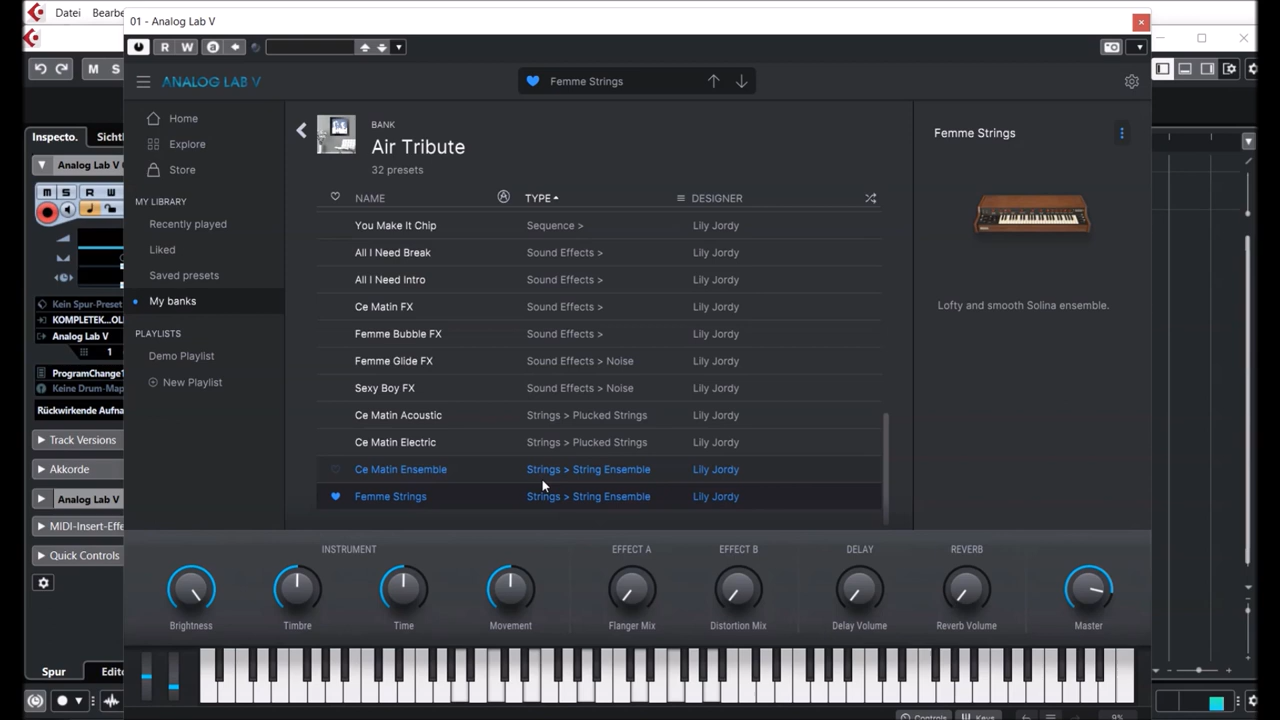 Datei Bearbe
01 - Analog Lab V
M S
R W
ANALOG LAB V
Femme Strings
Inspecto. Sichtl
Analog Lab V
m S R W
Kein Spur-Preset
KOMPLETEK...OL
Analog Lab V
1
ProgramChange1
Keine Drum-Map
Rückwirkende Aufna
Track Versions
Akkorde
Analog Lab V
MIDI-Insert-Effe
Quick Controls
Spur Edito
Home
Explore
Store
MY LIBRARY
Recently played
Liked
Saved presets
My banks
PLAYLISTS
Demo Playlist
New Playlist
BANK
Air Tribute
32 presets
NAME TYPE DESIGNER
You Make It Chip Sequence > Lily Jordy
All I Need Break Sound Effects > Lily Jordy
All I Need Intro Sound Effects > Lily Jordy
Ce Matin FX Sound Effects > Lily Jordy
Femme Bubble FX Sound Effects > Lily Jordy
Femme Glide FX Sound Effects > Noise Lily Jordy
Sexy Boy FX Sound Effects > Noise Lily Jordy
Ce Matin Acoustic Strings > Plucked Strings Lily Jordy
Ce Matin Electric Strings > Plucked Strings Lily Jordy
Ce Matin Ensemble Strings > String Ensemble Lily Jordy
Femme Strings Strings > String Ensemble Lily Jordy
Femme Strings
Lofty and smooth Solina ensemble.
INSTRUMENT EFFECT A EFFECT B DELAY REVERB
Brightness Timbre Time Movement Flanger Mix Distortion Mix Delay Volume Reverb Volume Master
Controls Keys 9%